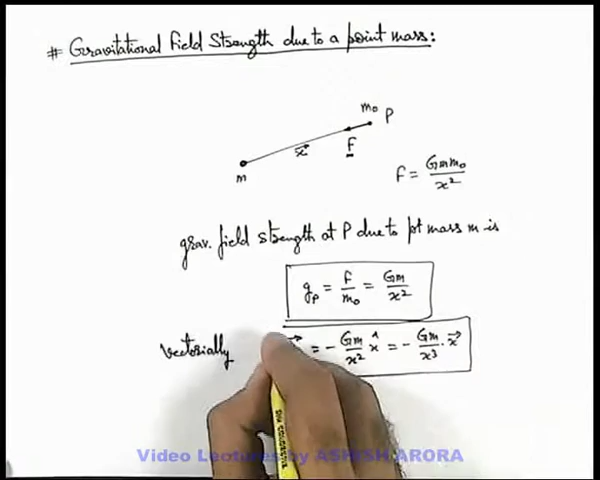 # Gravitational Field Strength due to a point mass:
m₀ P
x⃗ F
m
F = Gmm₀/x²
grav. field strength at P due to pt mass m is
gₚ = F/m₀ = Gm/x²
vectorially = - Gm/x² x̂ = - Gm/x³ · x⃗
Video Lectures by ASHISH ARORA